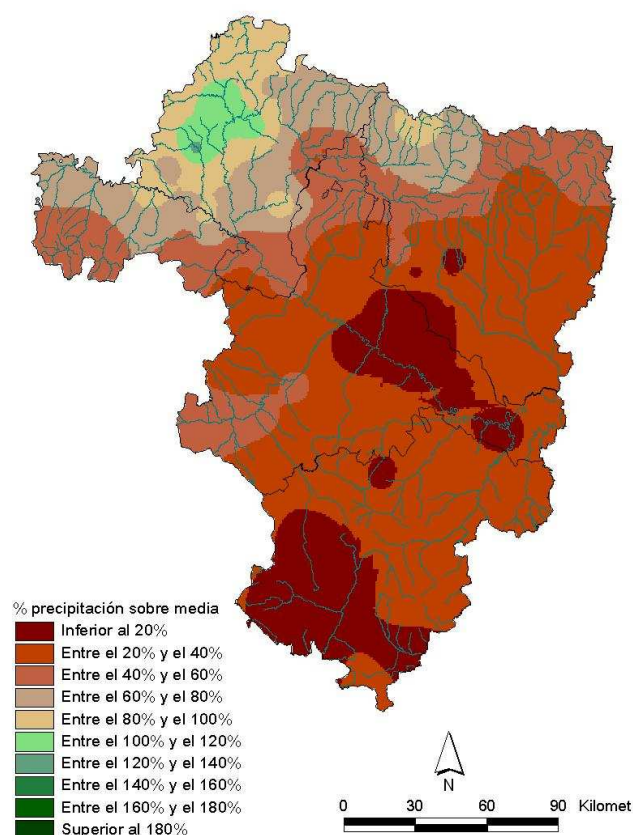 % precipitación sobre media
Inferior al 20%
Entre el 20% y el 40%
Entre el 40% y el 60%
Entre el 60% y el 80%
Entre el 80% y el 100%
Entre el 100% y el 120%
Entre el 120% y el 140%
Entre el 140% y el 160%
Entre el 160% y el 180%
Superior al 180%
N
0 30 60 90 Kilomet